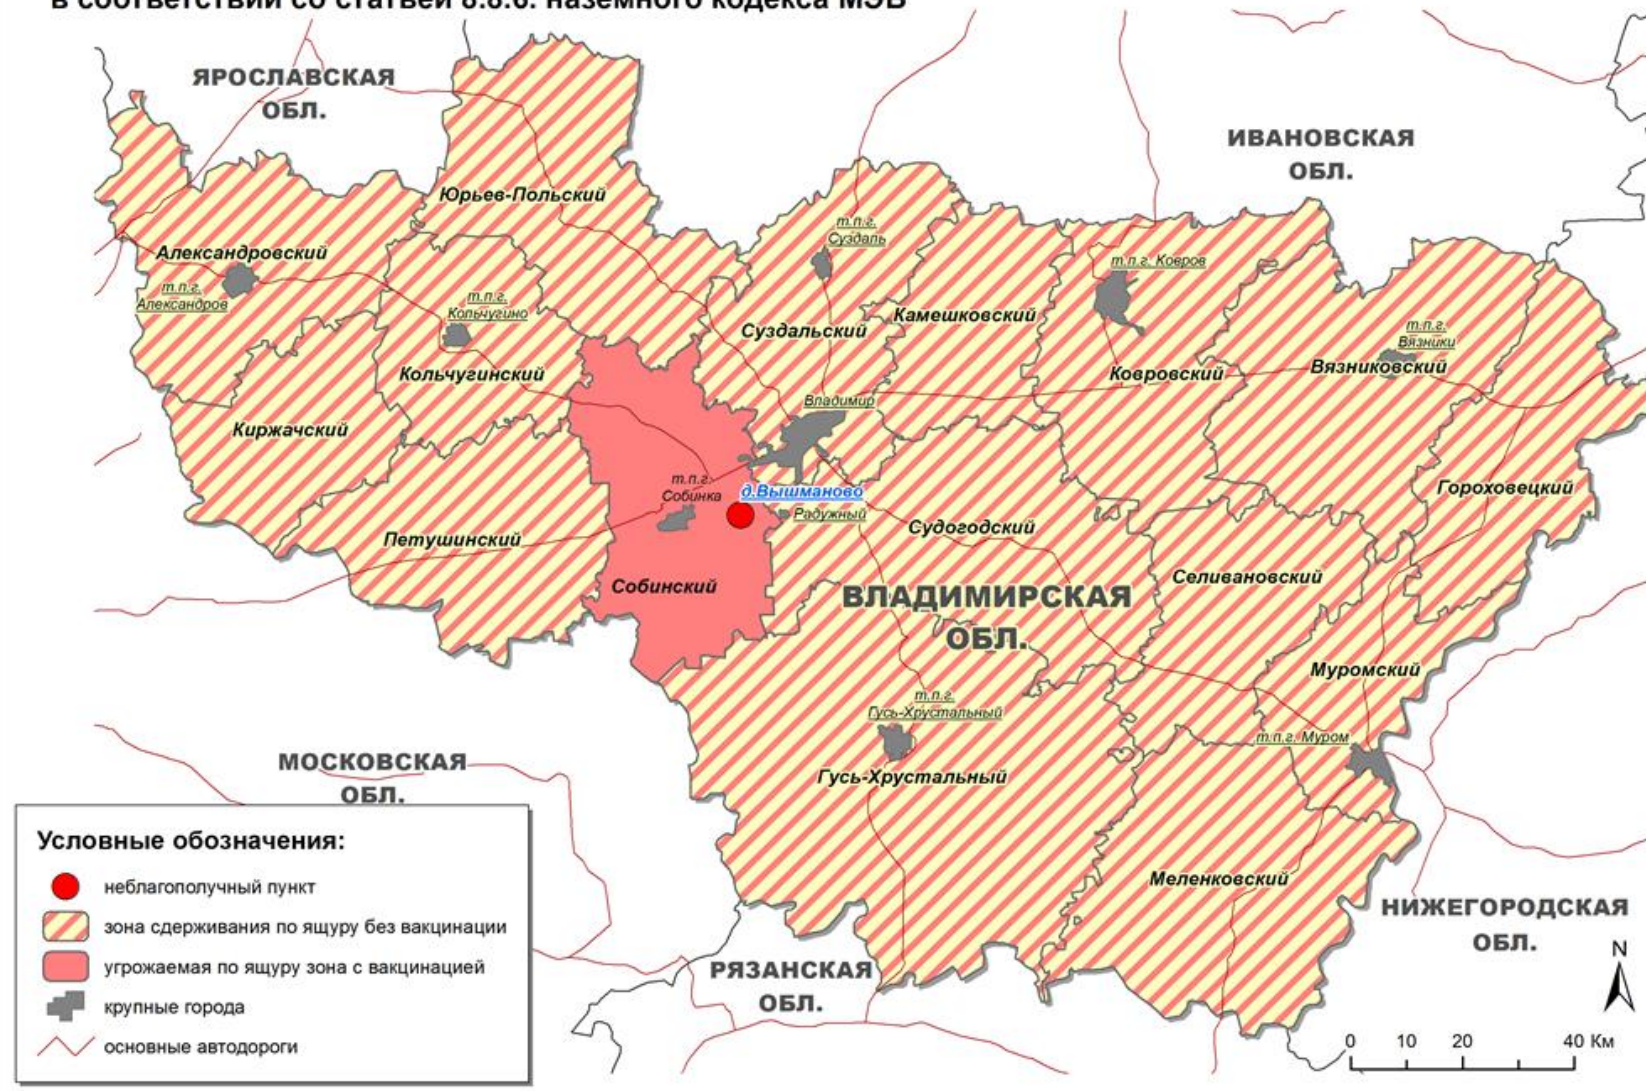 в соответствии со статьей 8.8.6. наземного кодекса МЭБ
ЯРОСЛАВСКАЯ
ОБЛ.
ИВАНОВСКАЯ
ОБЛ.
Юрьев-Польский
т.п.г.
Суздаль
Александровский
т.п.г.
Александров
т.п.г. Ковров
т.п.г.
Кольчугино
Камешковский
Суздальский
т.п.г.
Вязники
Вязниковский
Кольчугинский
Ковровский
Владимир
Киржачский
т.п.г.
Собинка
д.Вышманово
Радужный
Гороховецкий
Судогодский
Петушинский
Собинский
Селивановский
ВЛАДИМИРСКАЯ
ОБЛ.
Муромский
т.п.г.
Гусь-Хрустальный
т.п.г. Муром
МОСКОВСКАЯ
ОБЛ.
Гусь-Хрустальный
Меленковский
НИЖЕГОРОДСКАЯ
ОБЛ.
РЯЗАНСКАЯ
ОБЛ.
Условные обозначения:
неблагополучный пункт
зона сдерживания по ящуру без вакцинации
угрожаемая по ящуру зона с вакцинацией
крупные города
основные автодороги
N
0 10 20 40 Км